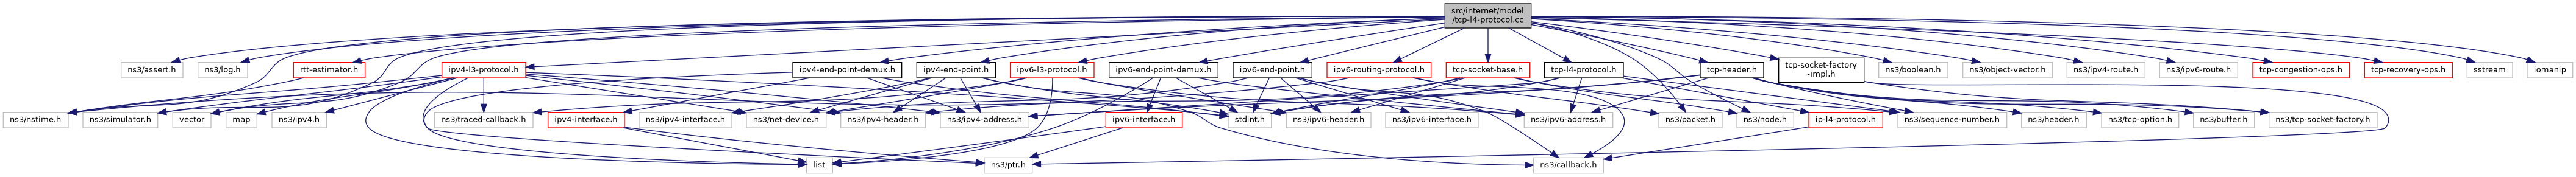 src/internet/model
/tcp-l4-protocol.cc
ns3/assert.h
ns3/log.h
rtt-estimator.h
ipv4-l3-protocol.h
ipv4-end-point-demux.h
ipv4-end-point.h
ipv6-l3-protocol.h
ipv6-end-point-demux.h
ipv6-end-point.h
ipv6-routing-protocol.h
tcp-socket-base.h
tcp-l4-protocol.h
tcp-header.h
tcp-socket-factory
-impl.h
ns3/boolean.h
ns3/object-vector.h
ns3/ipv4-route.h
ns3/ipv6-route.h
tcp-congestion-ops.h
tcp-recovery-ops.h
sstream
iomanip
ns3/nstime.h
ns3/simulator.h
vector
map
ns3/ipv4.h
ns3/traced-callback.h
ipv4-interface.h
ns3/ipv4-interface.h
ns3/net-device.h
ns3/ipv4-header.h
ns3/ipv4-address.h
ipv6-interface.h
stdint.h
ns3/ipv6-header.h
ns3/ipv6-interface.h
ns3/ipv6-address.h
ns3/packet.h
ns3/node.h
ip-l4-protocol.h
ns3/sequence-number.h
ns3/header.h
ns3/tcp-option.h
ns3/buffer.h
ns3/tcp-socket-factory.h
list
ns3/ptr.h
ns3/callback.h